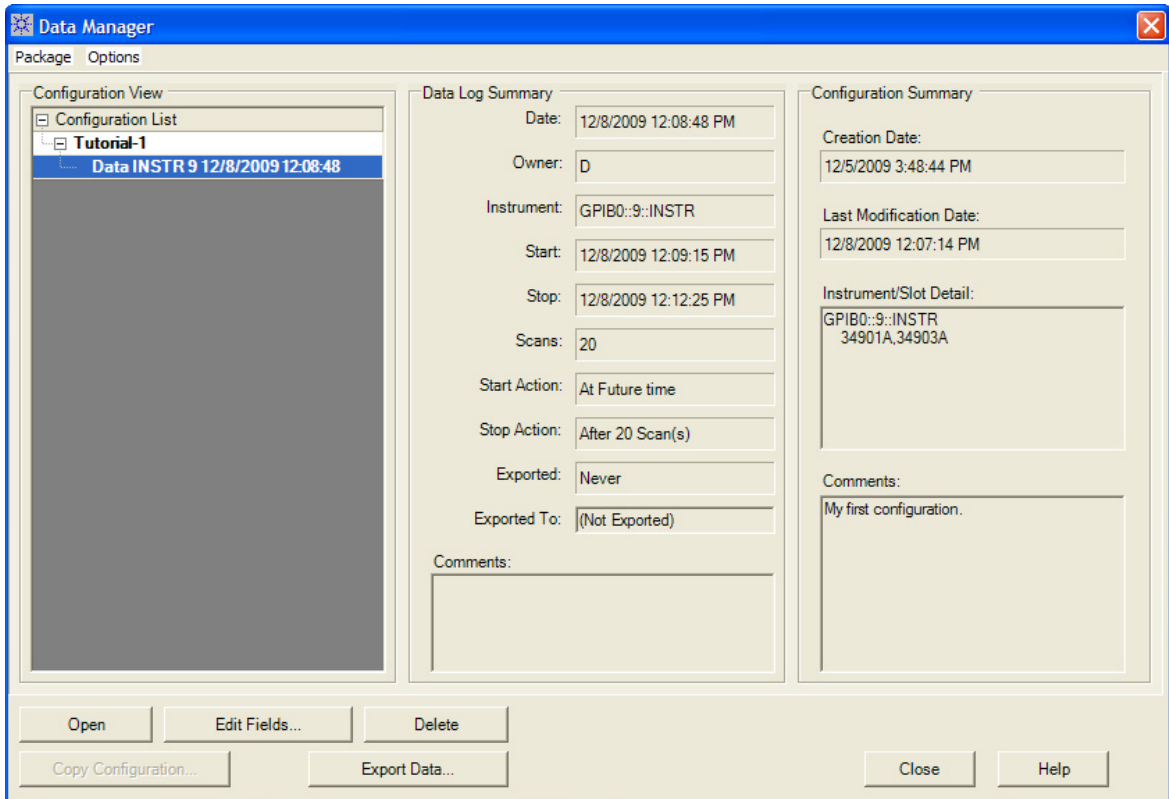 Data Manager
Package Options
Configuration View
Configuration List
Tutorial-1
Data INSTR 9 12/8/2009 12:08:48
Data Log Summary
Date: 12/8/2009 12:08:48 PM
Owner: D
Instrument: GPIB0::9::INSTR
Start: 12/8/2009 12:09:15 PM
Stop: 12/8/2009 12:12:25 PM
Scans: 20
Start Action: At Future time
Stop Action: After 20 Scan(s)
Exported: Never
Exported To: (Not Exported)
Comments:
Configuration Summary
Creation Date:
12/5/2009 3:48:44 PM
Last Modification Date:
12/8/2009 12:07:14 PM
Instrument/Slot Detail:
GPIB0::9::INSTR
34901A,34903A
Comments:
My first configuration.
Open Edit Fields... Delete
Copy Configuration... Export Data... Close Help